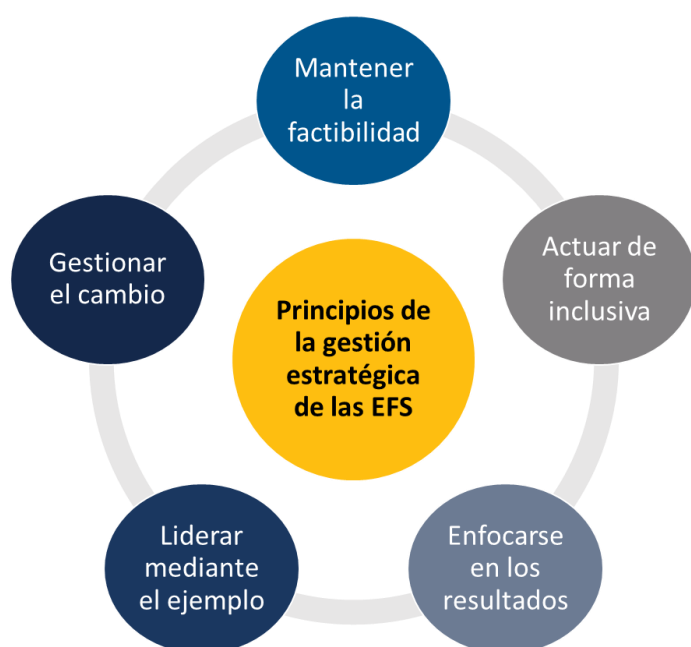 Mantener
la
factibilidad
Actuar de
forma
inclusiva
Enfocarse
en los
resultados
Liderar
mediante
el ejemplo
Gestionar
el cambio
Principios de
la gestión
estratégica
de las EFS